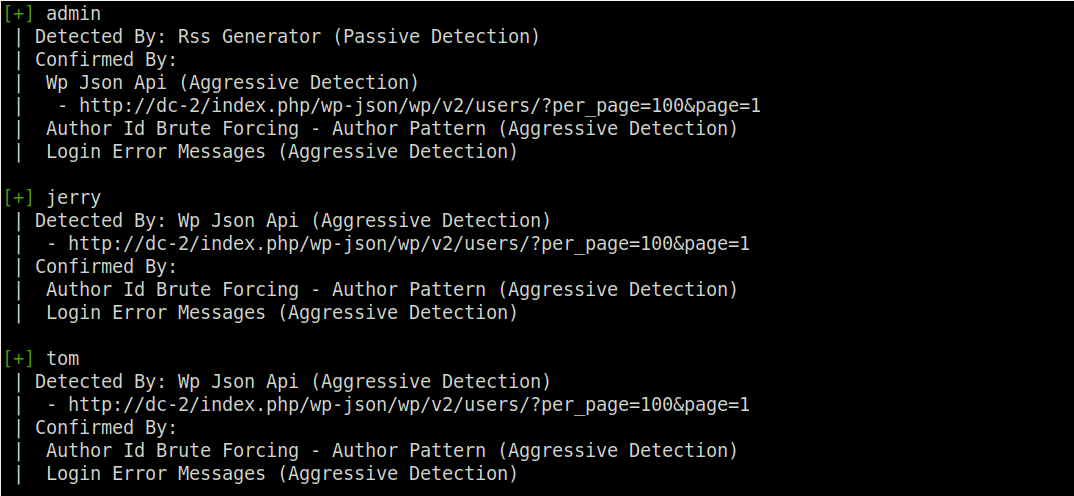 [+] admin
 | Detected By: Rss Generator (Passive Detection)
 | Confirmed By:
 |  Wp Json Api (Aggressive Detection)
 |   - http://dc-2/index.php/wp-json/wp/v2/users/?per_page=100&page=1
 |  Author Id Brute Forcing - Author Pattern (Aggressive Detection)
 |  Login Error Messages (Aggressive Detection)

[+] jerry
 | Detected By: Wp Json Api (Aggressive Detection)
 |  - http://dc-2/index.php/wp-json/wp/v2/users/?per_page=100&page=1
 | Confirmed By:
 |  Author Id Brute Forcing - Author Pattern (Aggressive Detection)
 |  Login Error Messages (Aggressive Detection)

[+] tom
 | Detected By: Wp Json Api (Aggressive Detection)
 |  - http://dc-2/index.php/wp-json/wp/v2/users/?per_page=100&page=1
 | Confirmed By:
 |  Author Id Brute Forcing - Author Pattern (Aggressive Detection)
 |  Login Error Messages (Aggressive Detection)